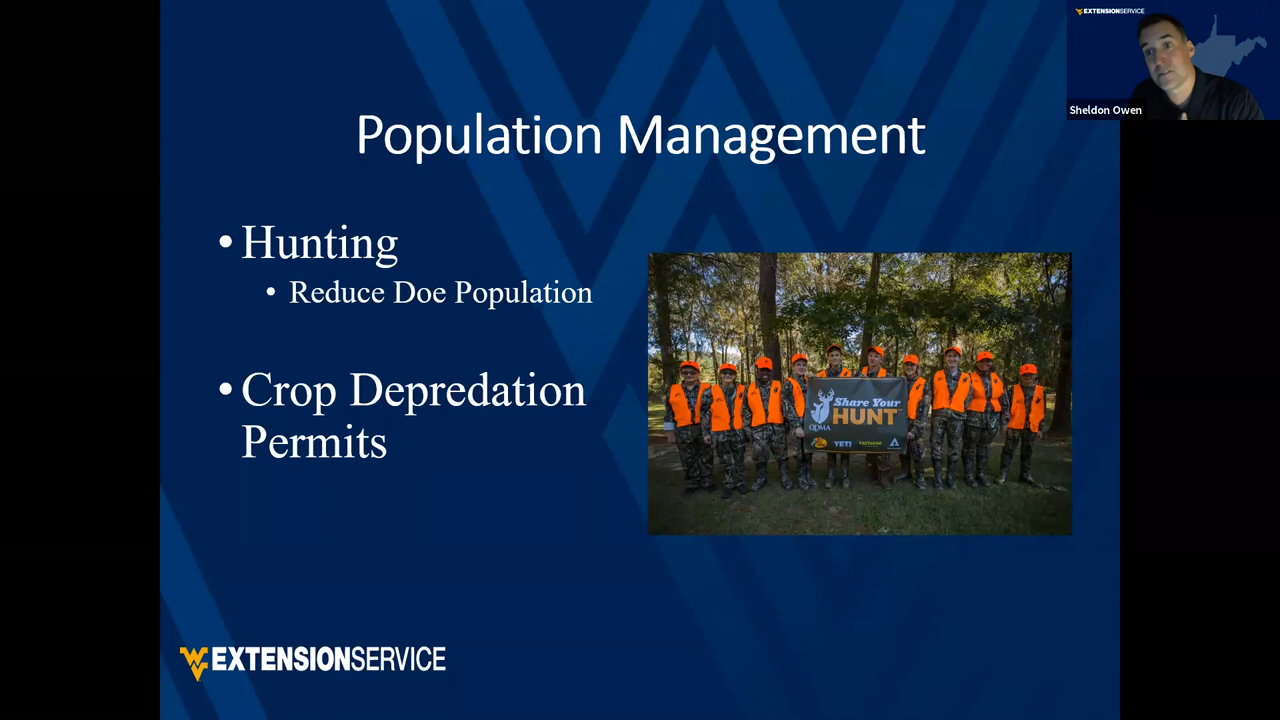 EXTENSIONSERVICE
Sheldon Owen
Population Management
• Hunting
• Reduce Doe Population
• Crop Depredation
Permits
Share Your
HUNT
QDMA
YETI
EXTENSIONSERVICE